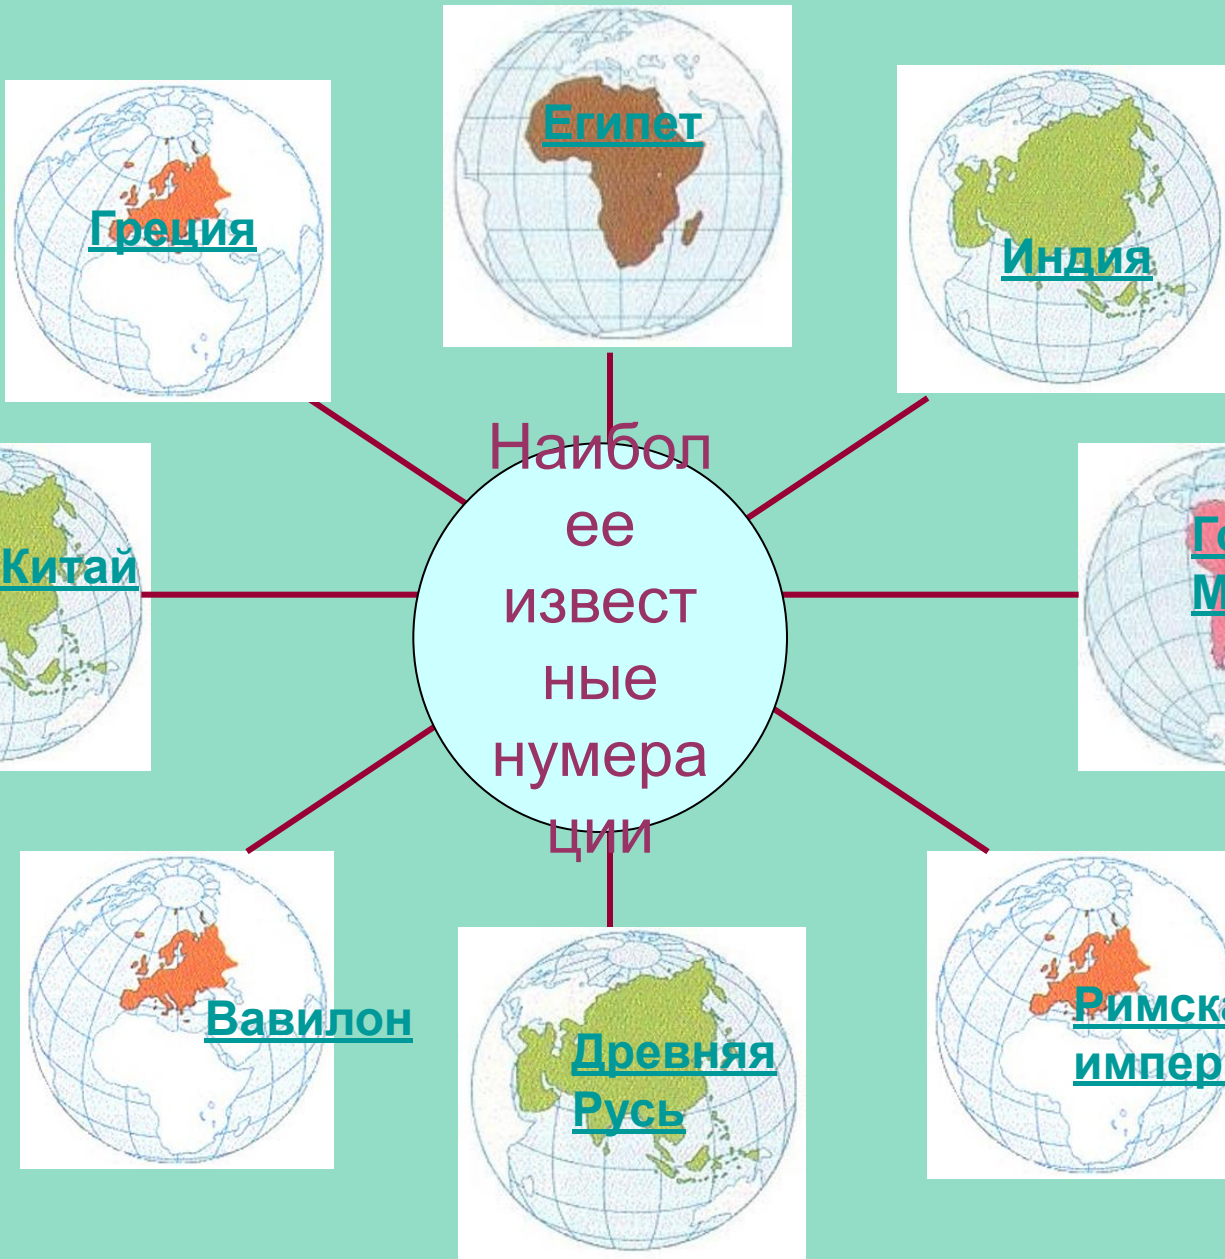 Египет
Греция
Индия
Наибол
ее
извест
ные
нумера
ции
Китай
Вавилон
Древняя
Русь